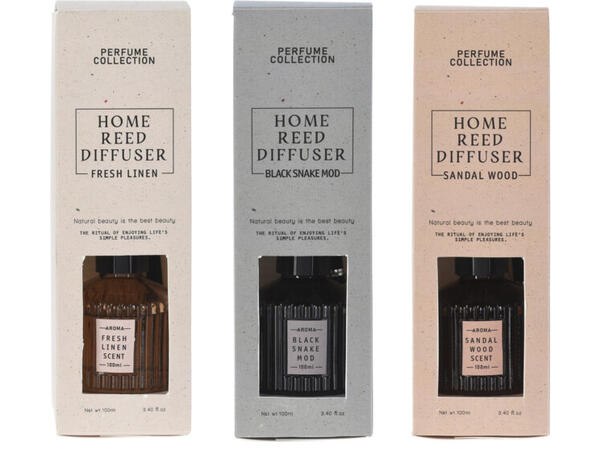 PERFUME
COLLECTION
HOME
REED
DIFFUSER
FRESH LINEN
Natural beauty is the best beauty
THE RITUAL OF ENJOYING LIFE'S
SIMPLE PLEASURES.
AROMA
FRESH
LINEN
SCENT
100ml
Net wt 100ml 3.40 fl oz
PERFUME
COLLECTION
HOME
REED
DIFFUSER
BLACK SNAKE MOD
Natural beauty is the best beauty
THE RITUAL OF ENJOYING LIFE'S
SIMPLE PLEASURES.
AROMA
BLACK
SNAKE
MOD
100ml
Net wt 100ml 3.40 fl oz
PERFUME
COLLECTION
HOME
REED
DIFFUSER
SANDAL WOOD
Natural beauty is the best beauty
THE RITUAL OF ENJOYING LIFE'S
SIMPLE PLEASURES.
AROMA
SANDAL
WOOD
SCENT
100ml
Net wt 100ml 3.40 fl oz